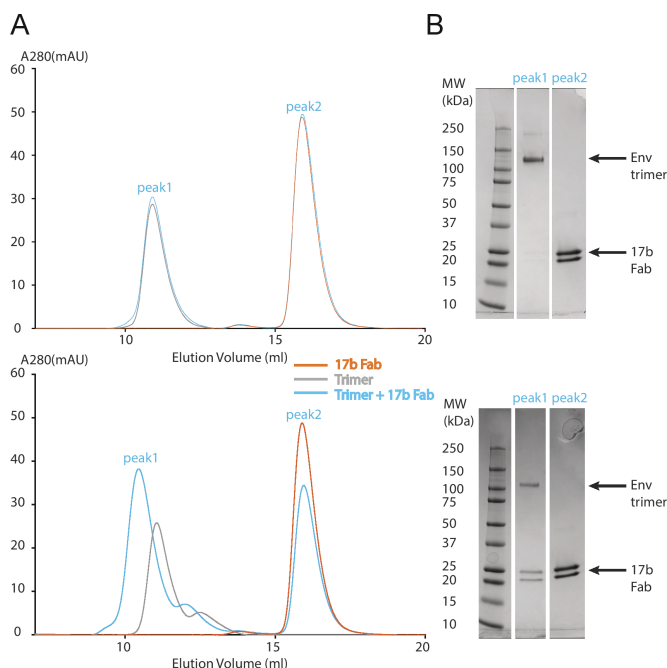 A
A280(mAU)
60
50
40
30
20
10
0
peak1
peak2
10
15
20
Elution Volume (ml)
B
MW
(kDa)
peak1
peak2
250
150
100
75
50
37
25
20
15
10
Env
trimer
17b
Fab
A280(mAU)
60
50
40
30
20
10
0
17b Fab
Trimer
Trimer + 17b Fab
peak1
peak2
10
15
20
Elution Volume (ml)
MW
(kDa)
peak1
peak2
250
150
100
75
50
37
25
20
15
10
Env
trimer
17b
Fab